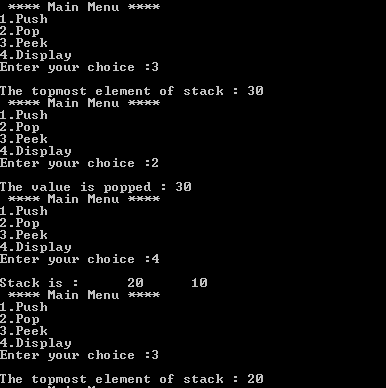 **** Main Menu ****
1.Push
2.Pop
3.Peek
4.Display
Enter your choice :3
The topmost element of stack : 30
**** Main Menu ****
1.Push
2.Pop
3.Peek
4.Display
Enter your choice :2
The value is popped : 30
**** Main Menu ****
1.Push
2.Pop
3.Peek
4.Display
Enter your choice :4
Stack is : 20 10
**** Main Menu ****
1.Push
2.Pop
3.Peek
4.Display
Enter your choice :3
The topmost element of stack : 20